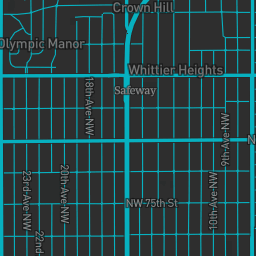 Crown Hill
Olympic Manor
Whittier Heights
Safeway
18th Ave NW
9th Ave NW
N
23rd Ave NW
20th Ave NW
10th Ave NW
NW 75th St
22nd